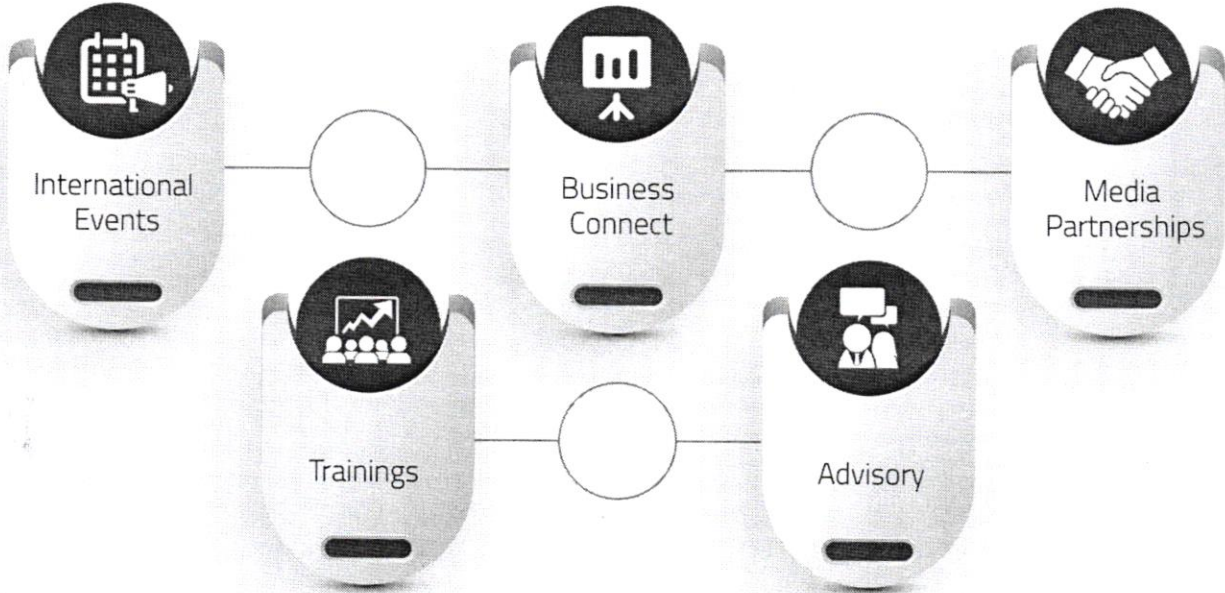 International
Events
Business
Connect
Media
Partnerships
Trainings
Advisory